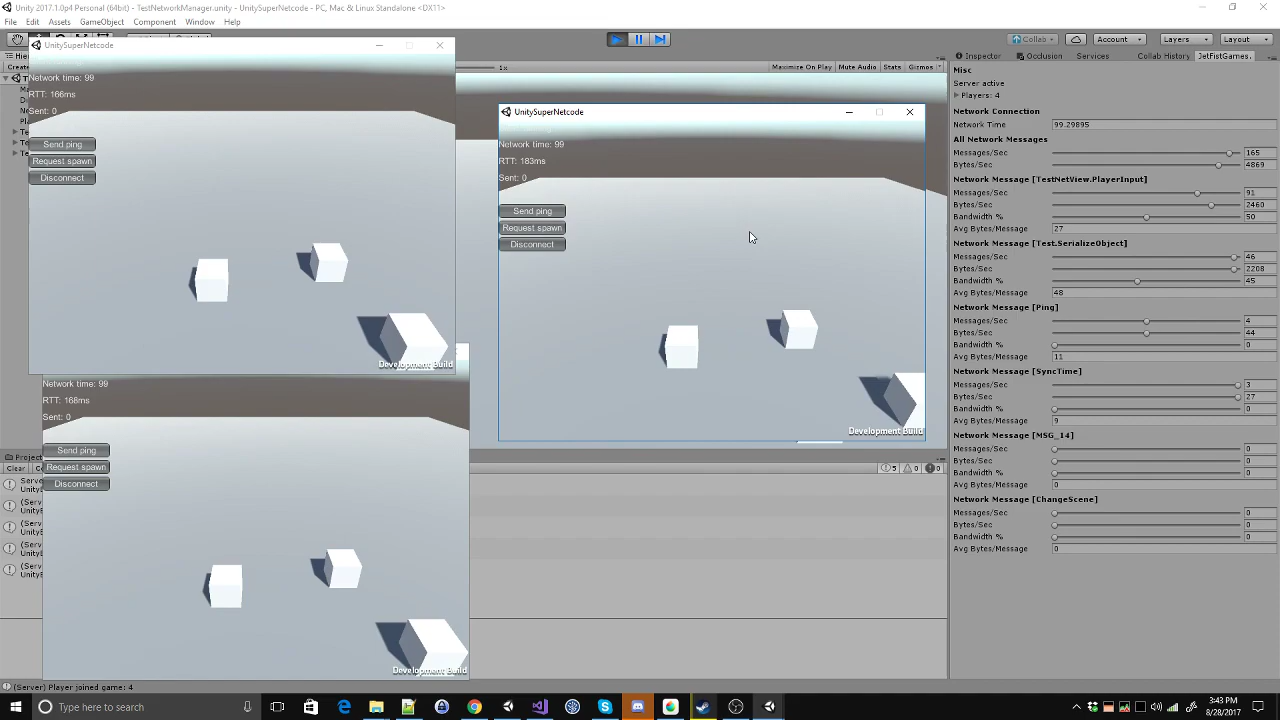 Unity 2017.1.0p4 Personal (64bit) - TestNetworkManager.unity - UnitySuperNetcode - PC, Mac & Linux Standalone <DX11>
File Edit Assets GameObject Component Window Help
Collab Account Layers Layout
UnitySuperNetcode
Network time: 99
RTT: 166ms
Sent: 0
Send ping
Request spawn
Disconnect
Development Build
1x
Maximize On Play Mute Audio Stats Gizmos
UnitySuperNetcode
Network time: 99
RTT: 183ms
Sent: 0
Send ping
Request spawn
Disconnect
Development Build
Network time: 99
RTT: 168ms
Sent: 0
Send ping
Request spawn
Disconnect
Development Build
Project
Clear
5 0 0
(Server) Player joined game: 4
Inspector Occlusion Services Collab History JetFistGames.
Misc
Server active
Players: 4
Network Connection
Network Time 99.29895
All Network Messages
Messages/Sec 165
Bytes/Sec 4869
Network Message [TestNetView.PlayerInput]
Messages/Sec 91
Bytes/Sec 2460
Bandwidth % 50
Avg Bytes/Message 27
Network Message [Test.SerializeObject]
Messages/Sec 46
Bytes/Sec 2208
Bandwidth % 45
Avg Bytes/Message 48
Network Message [Ping]
Messages/Sec 4
Bytes/Sec 44
Bandwidth % 0
Avg Bytes/Message 11
Network Message [SyncTime]
Messages/Sec 3
Bytes/Sec 27
Bandwidth % 0
Avg Bytes/Message 9
Network Message [MSG_14]
Messages/Sec 0
Bytes/Sec 0
Bandwidth % 0
Avg Bytes/Message 0
Network Message [ChangeScene]
Messages/Sec 0
Bytes/Sec 0
Bandwidth % 0
Avg Bytes/Message 0
Type here to search
3:43 PM
8/28/2017